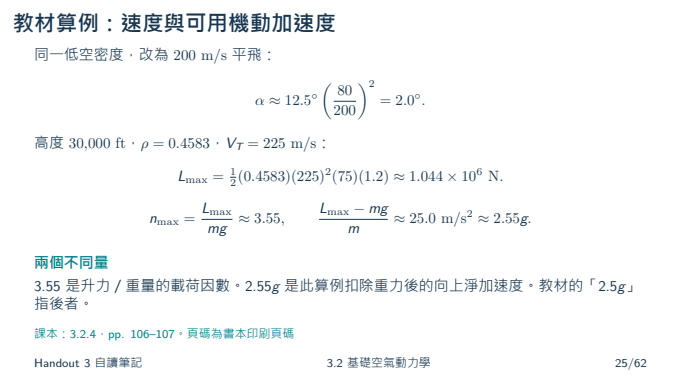 教材算例：速度與可用機動加速度
同一低空密度，改為 200 m/s 平飛：
α ≈ 12.5° (80/200)² = 2.0°.
高度 30,000 ft，ρ = 0.4583，V_T = 225 m/s：
L_max = ½(0.4583)(225)²(75)(1.2) ≈ 1.044 × 10⁶ N.
n_max = L_max/mg ≈ 3.55, (L_max − mg)/m ≈ 25.0 m/s² ≈ 2.55g.
兩個不同量
3.55 是升力 / 重量的載荷因數。2.55g 是此算例扣除重力後的向上淨加速度。教材的「2.5g」
指後者。
課本：3.2.4，pp. 106–107。頁碼為書本印刷頁碼
Handout 3 自讀筆記 3.2 基礎空氣動力學 25/62